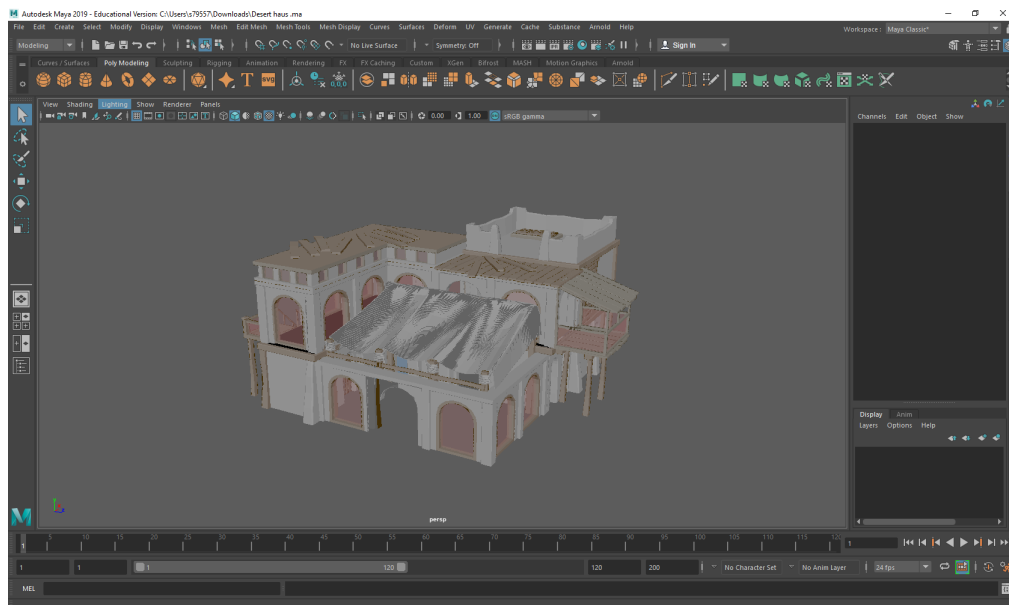 Autodesk Maya 2019 - Educational Version: C:\Users\s79557\Downloads\Desert haus .ma
File Edit Create Select Modify Display Windows Mesh Edit Mesh Mesh Tools Mesh Display Curves Surfaces Deform UV Generate Cache Substance Arnold Help
Workspace : Maya Classic*
Modeling No Live Surface Symmetry: Off Sign In
Curves / Surfaces Poly Modeling Sculpting Rigging Animation Rendering FX FX Caching Custom XGen Bifrost MASH Motion Graphics Arnold
T SVG
View Shading Lighting Show Renderer Panels
0.00 1.00 sRGB gamma
Channels Edit Object Show
persp
Display Anim
Layers Options Help
1 5 10 15 20 25 30 35 40 45 50 55 60 65 70 75 80 85 90 95 100 105 110 115 120 1
1 1 1 120 120 200 No Character Set No Anim Layer 24 fps
MEL